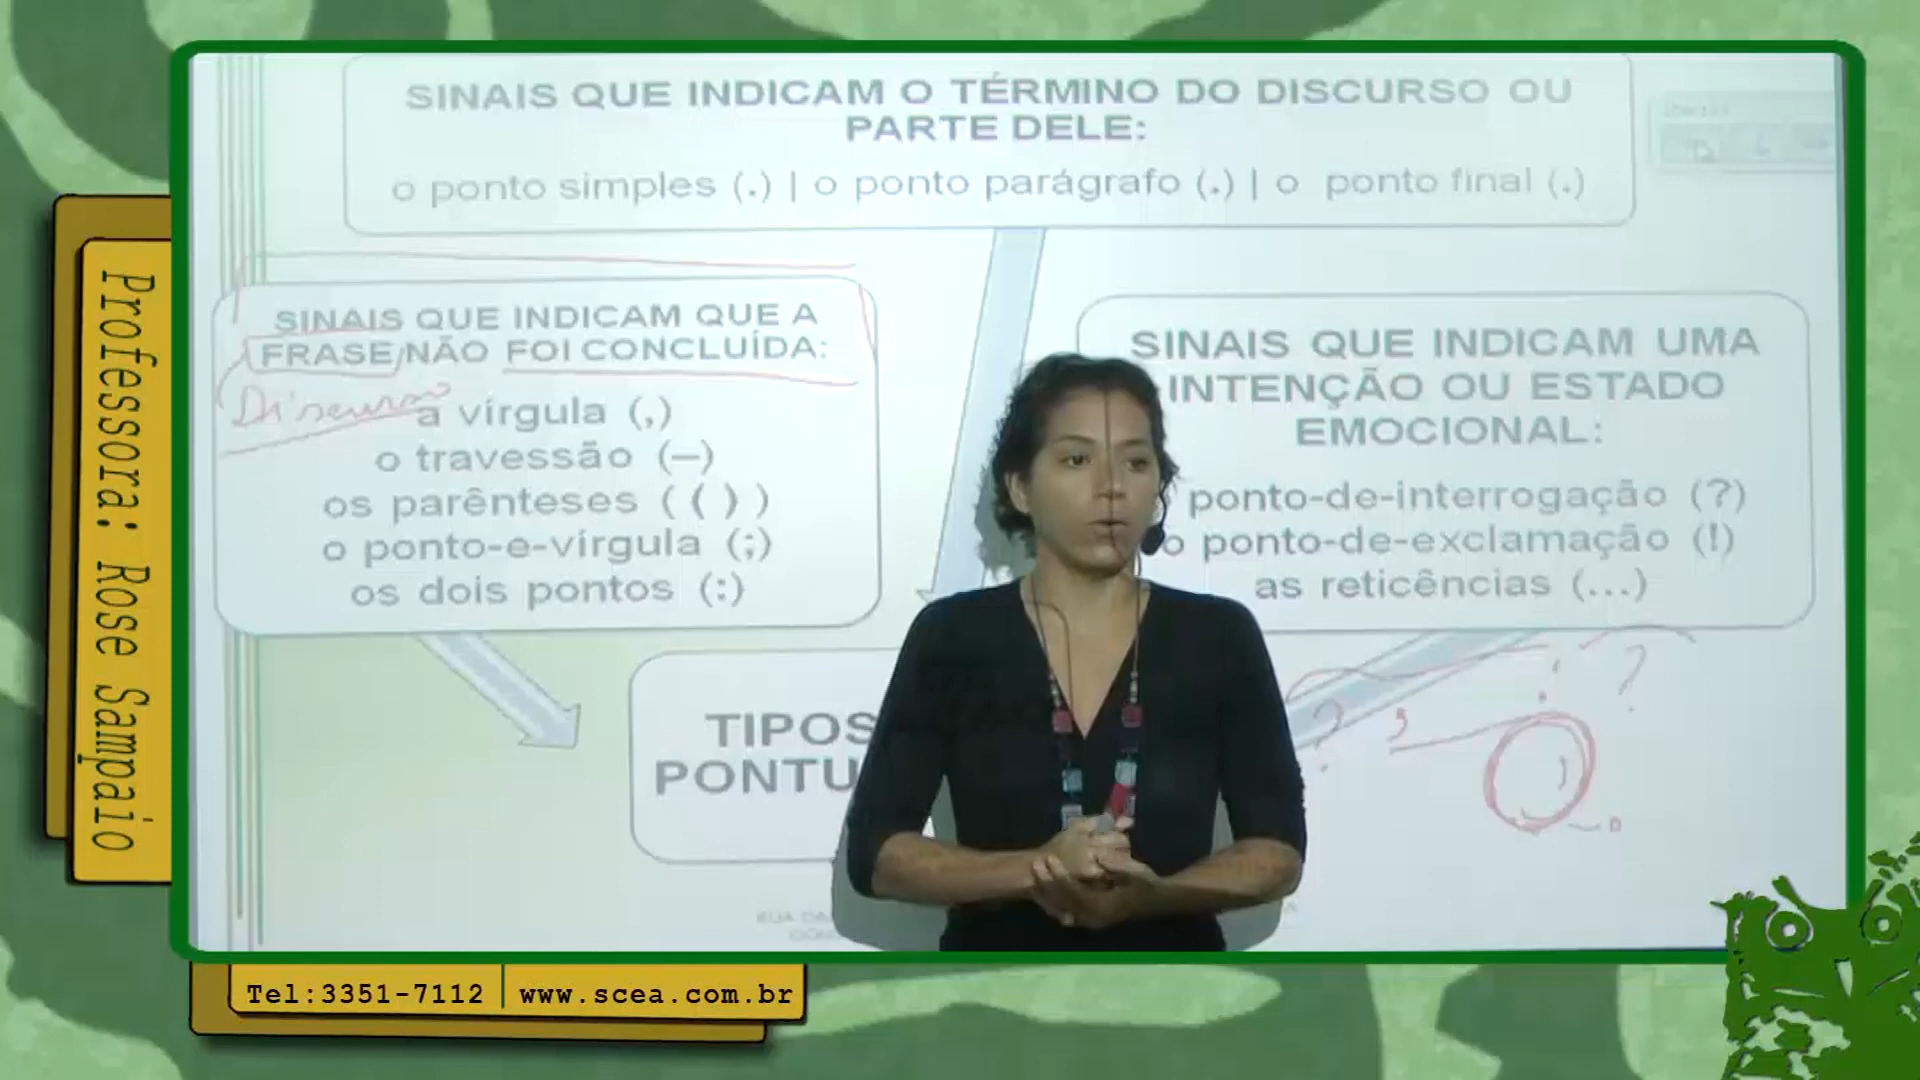 SINAIS QUE INDICAM O TÉRMINO DO DISCURSO OU
PARTE DELE:
o ponto simples (.) | o ponto parágrafo (.) | o ponto final (.)
SINAIS QUE INDICAM QUE A
FRASE NÃO FOI CONCLUÍDA:
Discurso
a vírgula (,)
o travessão (—)
os parênteses ( ( ) )
o ponto-e-vírgula (;)
os dois pontos (:)
SINAIS QUE INDICAM UMA
INTENÇÃO OU ESTADO
EMOCIONAL:
ponto-de-interrogação (?)
o ponto-de-exclamação (!)
as reticências (...)
TIPOS
PONTU
Professora: Rose Sampaio
Tel:3351-7112
www.scea.com.br